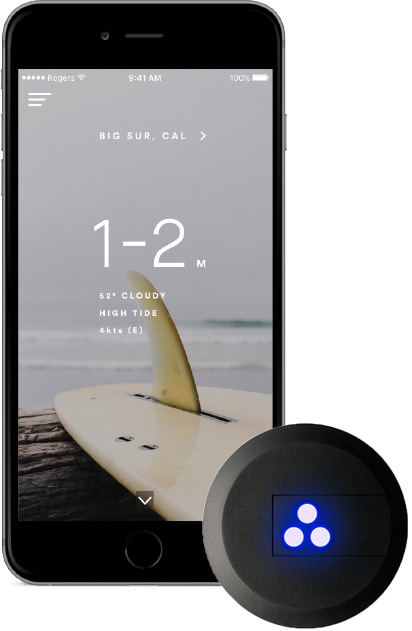 Rogers 9:41 AM 100%
BIG SUR, CAL
1-2 M
52° CLOUDY
HIGH TIDE
4kts (E)